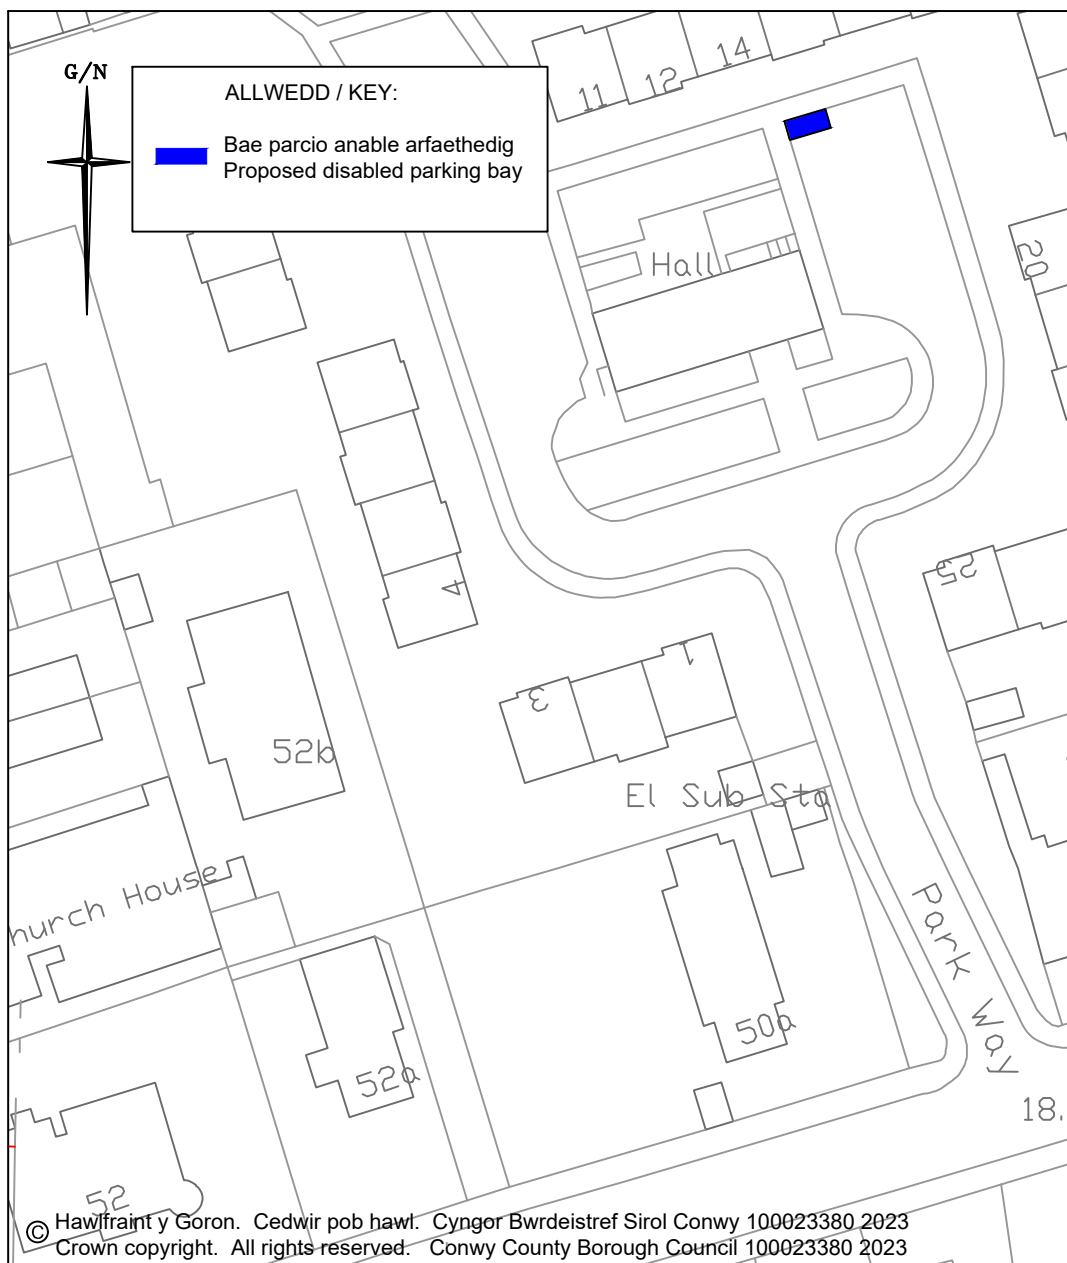 G/N
ALLWEDD / KEY:
Bae parcio anable arfaethedig
Proposed disabled parking bay
11
12
14
20
Hall
4
25
3
1
52b
El Sub Sta
hurch House
Park Way
50a
52a
18.
52
© Hawlfraint y Goron. Cedwir pob hawl. Cyngor Bwrdeistref Sirol Conwy 100023380 2023
Crown copyright. All rights reserved. Conwy County Borough Council 100023380 2023